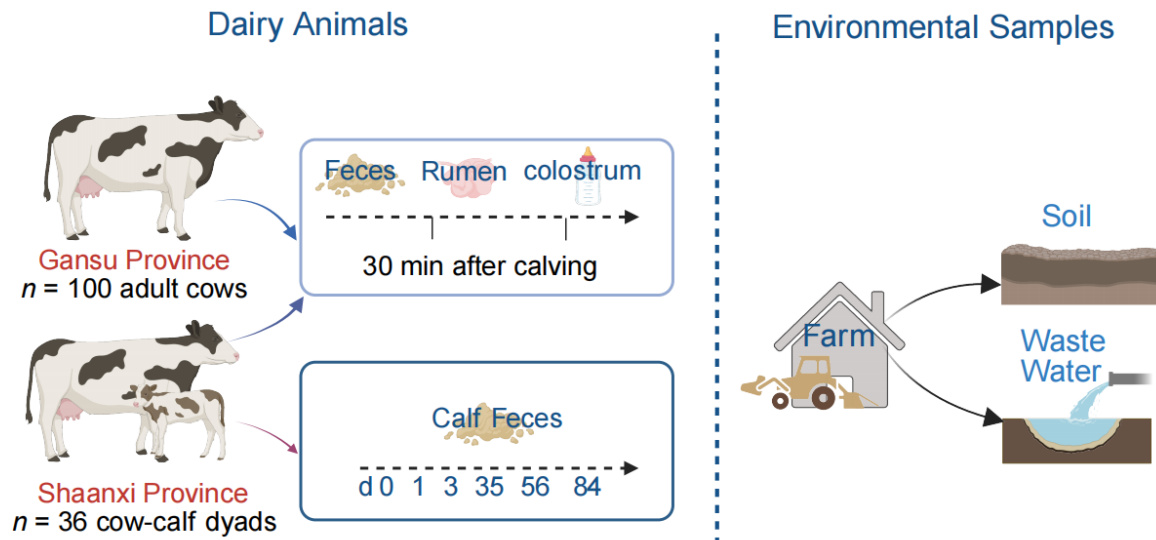 Dairy Animals
Gansu Province
n = 100 adult cows
Shaanxi Province
n = 36 cow-calf dyads
Feces Rumen colostrum
30 min after calving
Calf Feces
d 0 1 3 35 56 84
Environmental Samples
Farm
Soil
Waste
Water